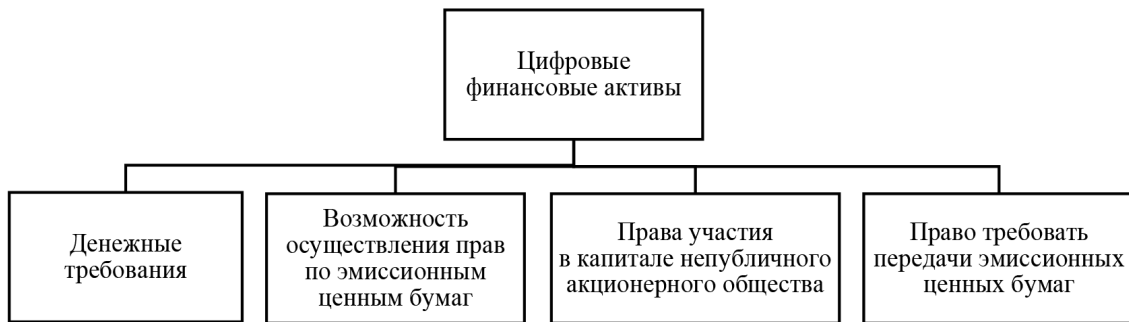 Цифровые
финансовые активы
Денежные
требования
Возможность
осуществления прав
по эмиссионным
ценным бумаг
Права участия
в капитале непубличного
акционерного общества
Право требовать
передачи эмиссионных
ценных бумаг